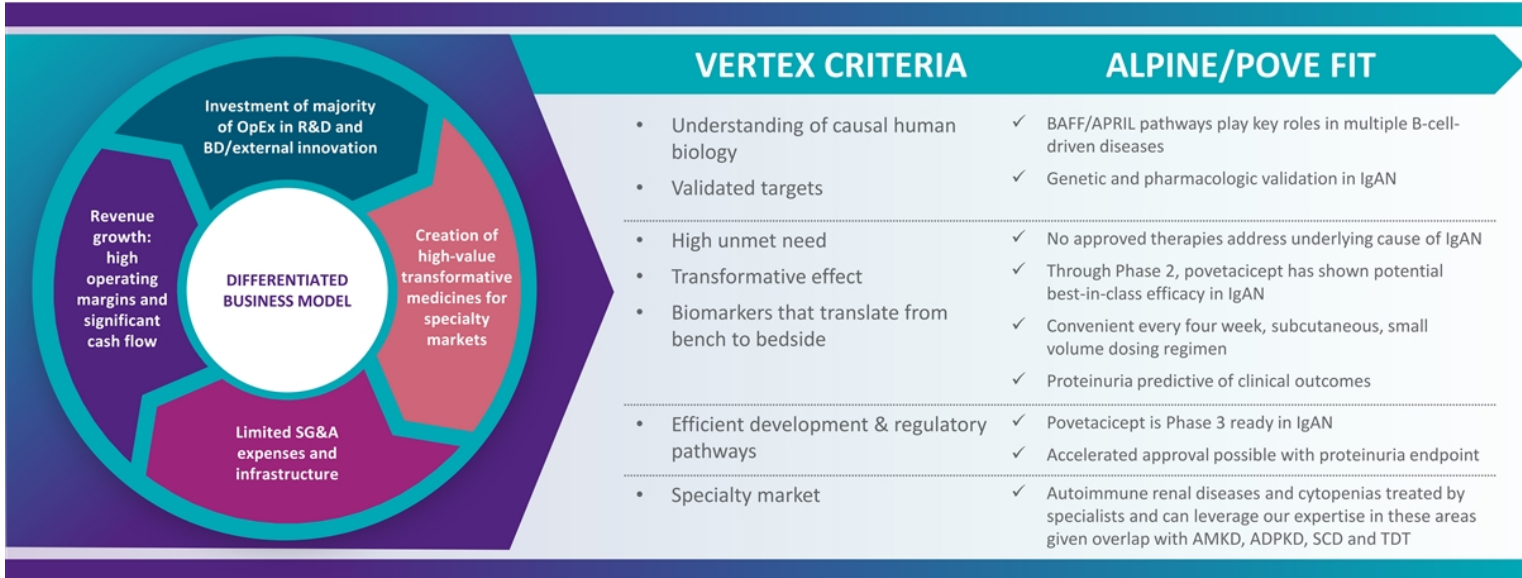 Investment of majority
of OpEx in R&D and
BD/external innovation
Creation of
high-value
transformative
medicines for
specialty
markets
Limited SG&A
expenses and
infrastructure
Revenue
growth:
high
operating
margins and
significant
cash flow
DIFFERENTIATED
BUSINESS MODEL
VERTEX CRITERIA
ALPINE/POVE FIT
• Understanding of causal human
biology
• Validated targets
✓ BAFF/APRIL pathways play key roles in multiple B-cell-
driven diseases
✓ Genetic and pharmacologic validation in IgAN
• High unmet need
• Transformative effect
• Biomarkers that translate from
bench to bedside
✓ No approved therapies address underlying cause of IgAN
✓ Through Phase 2, povetacicept has shown potential
best-in-class efficacy in IgAN
✓ Convenient every four week, subcutaneous, small
volume dosing regimen
✓ Proteinuria predictive of clinical outcomes
• Efficient development & regulatory
pathways
✓ Povetacicept is Phase 3 ready in IgAN
✓ Accelerated approval possible with proteinuria endpoint
• Specialty market
✓ Autoimmune renal diseases and cytopenias treated by
specialists and can leverage our expertise in these areas
given overlap with AMKD, ADPKD, SCD and TDT